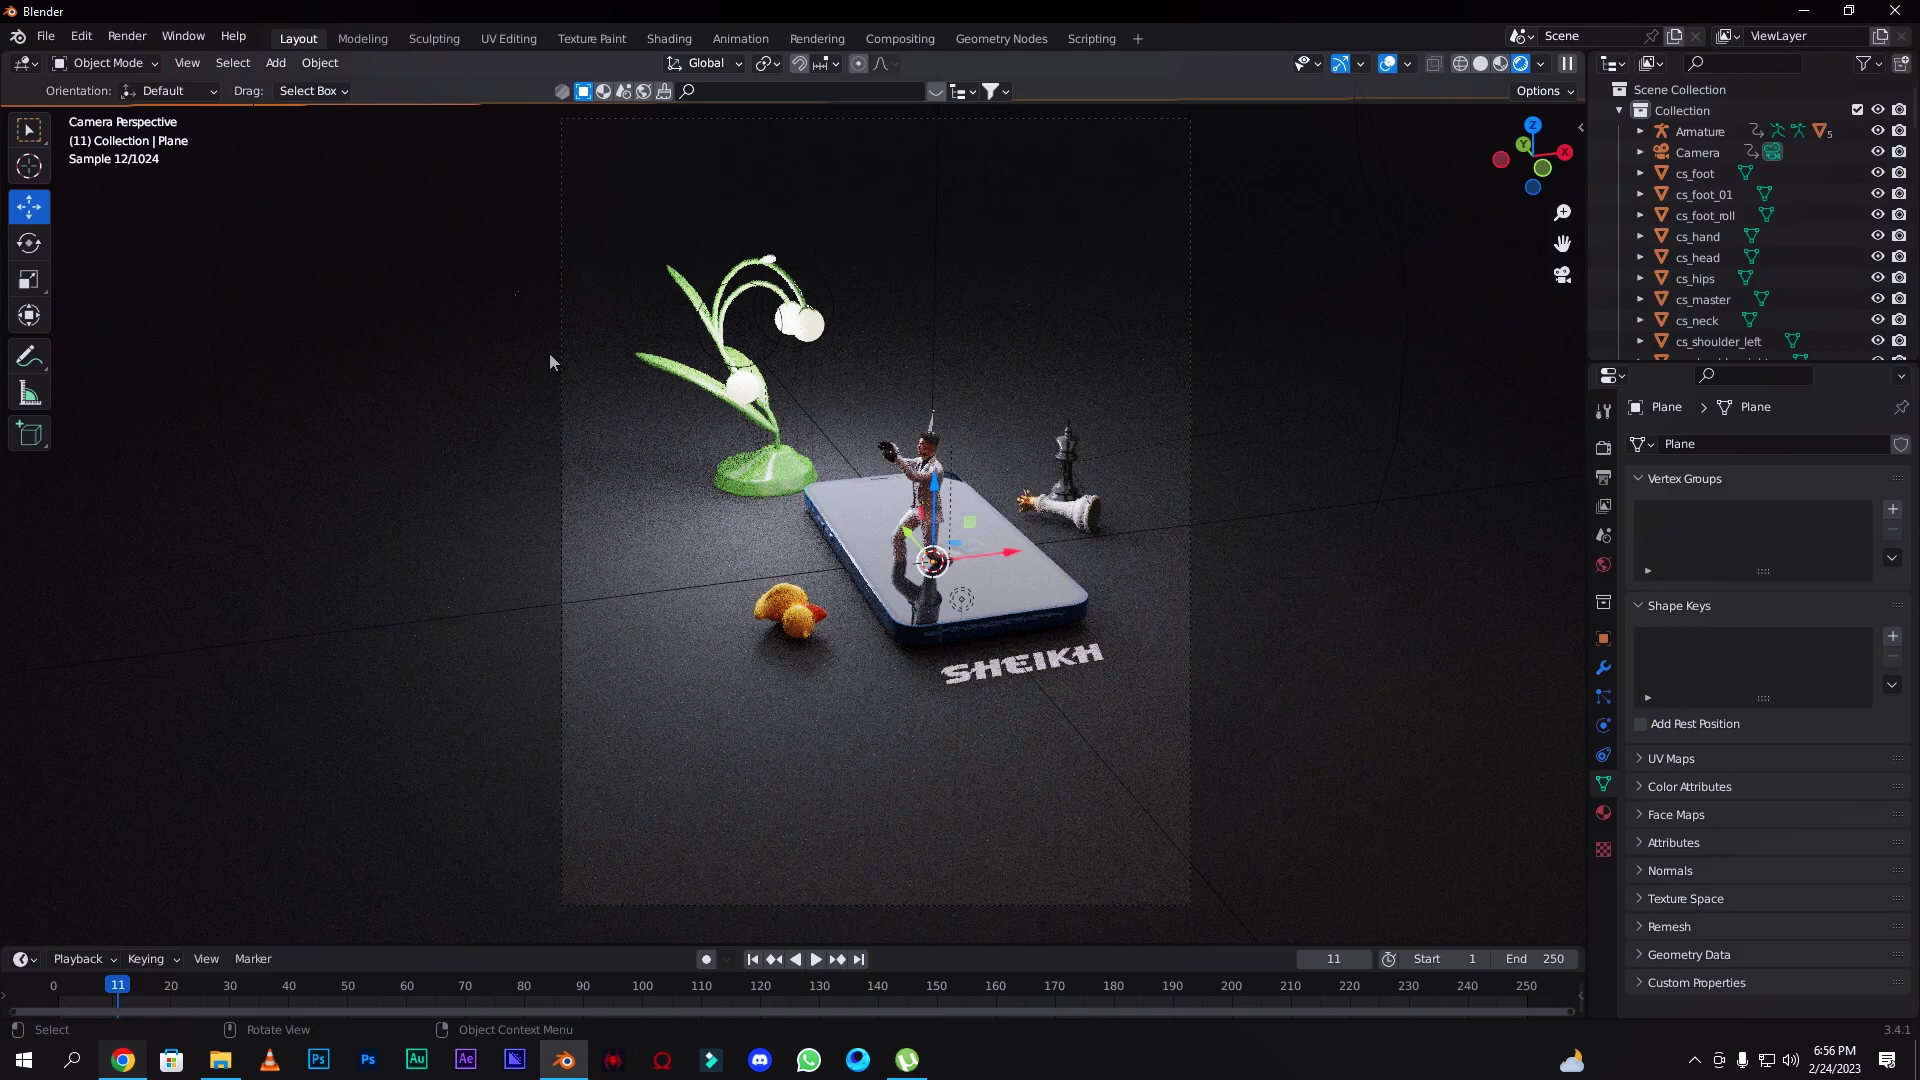 Blender
File Edit Render Window Help
Layout Modeling Sculpting UV Editing Texture Paint Shading Animation Rendering Compositing Geometry Nodes Scripting +
Scene
ViewLayer
Object Mode View Select Add Object
Global
Orientation: Default Drag: Select Box
Options
Camera Perspective
(11) Collection | Plane
Sample 12/1024
Z
Y
X
SHEIKH
Scene Collection
Collection
Armature 5
Camera
cs_foot
cs_foot_01
cs_foot_roll
cs_hand
cs_head
cs_hips
cs_master
cs_neck
cs_shoulder_left
Plane > Plane
Plane
Vertex Groups
Shape Keys
Add Rest Position
UV Maps
Color Attributes
Face Maps
Attributes
Normals
Texture Space
Remesh
Geometry Data
Custom Properties
Playback Keying View Marker
11 Start 1 End 250
0 11 20 30 40 50 60 70 80 90 100 110 120 130 140 150 160 170 180 190 200 210 220 230 240 250
Select Rotate View Object Context Menu
3.4.1
Ps Ps Au Ae
6:56 PM
2/24/2023